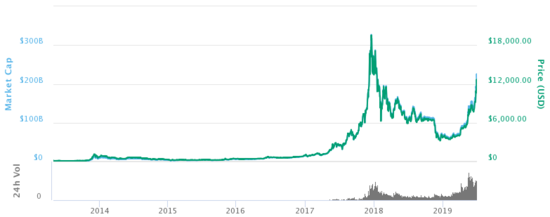 $300B
$18,000.00
$200B
$12,000.00
$100B
$6,000.00
$0
$0
0
Market Cap
Price (USD)
24h Vol
2014
2015
2016
2017
2018
2019